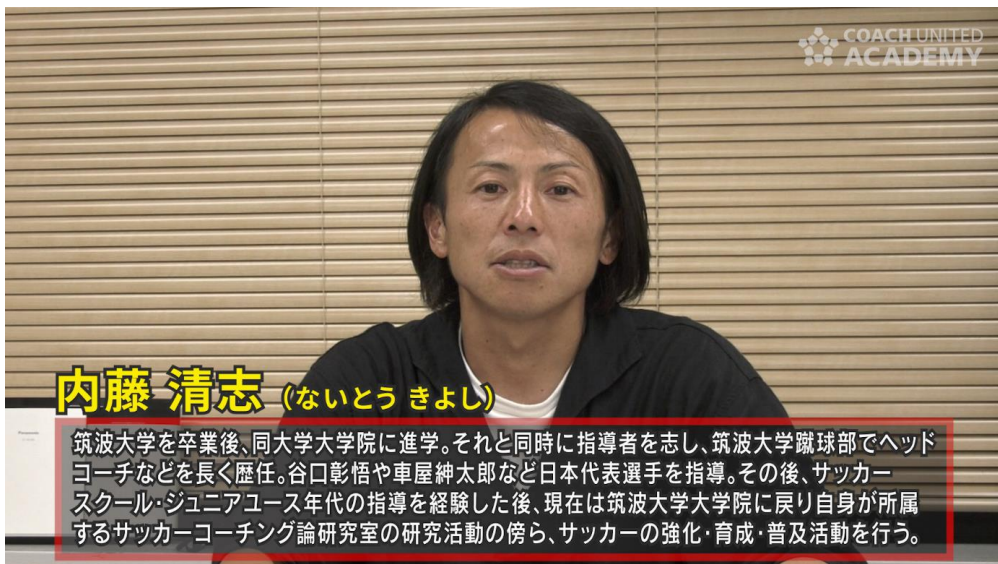 COACH UNITED
ACADEMY
内藤 清志(ないとう きよし)
筑波大学を卒業後、同大学大学院に進学。それと同時に指導者を志し、筑波大学蹴球部でヘッド
コーチなどを長く歴任。谷口彰悟や車屋紳太郎など日本代表選手を指導。その後、サッカー
スクール・ジュニアユース年代の指導を経験した後、現在は筑波大学大学院に戻り自身が所属
するサッカーコーチング論研究室の研究活動の傍ら、サッカーの強化・育成・普及活動を行う。
Panasonic